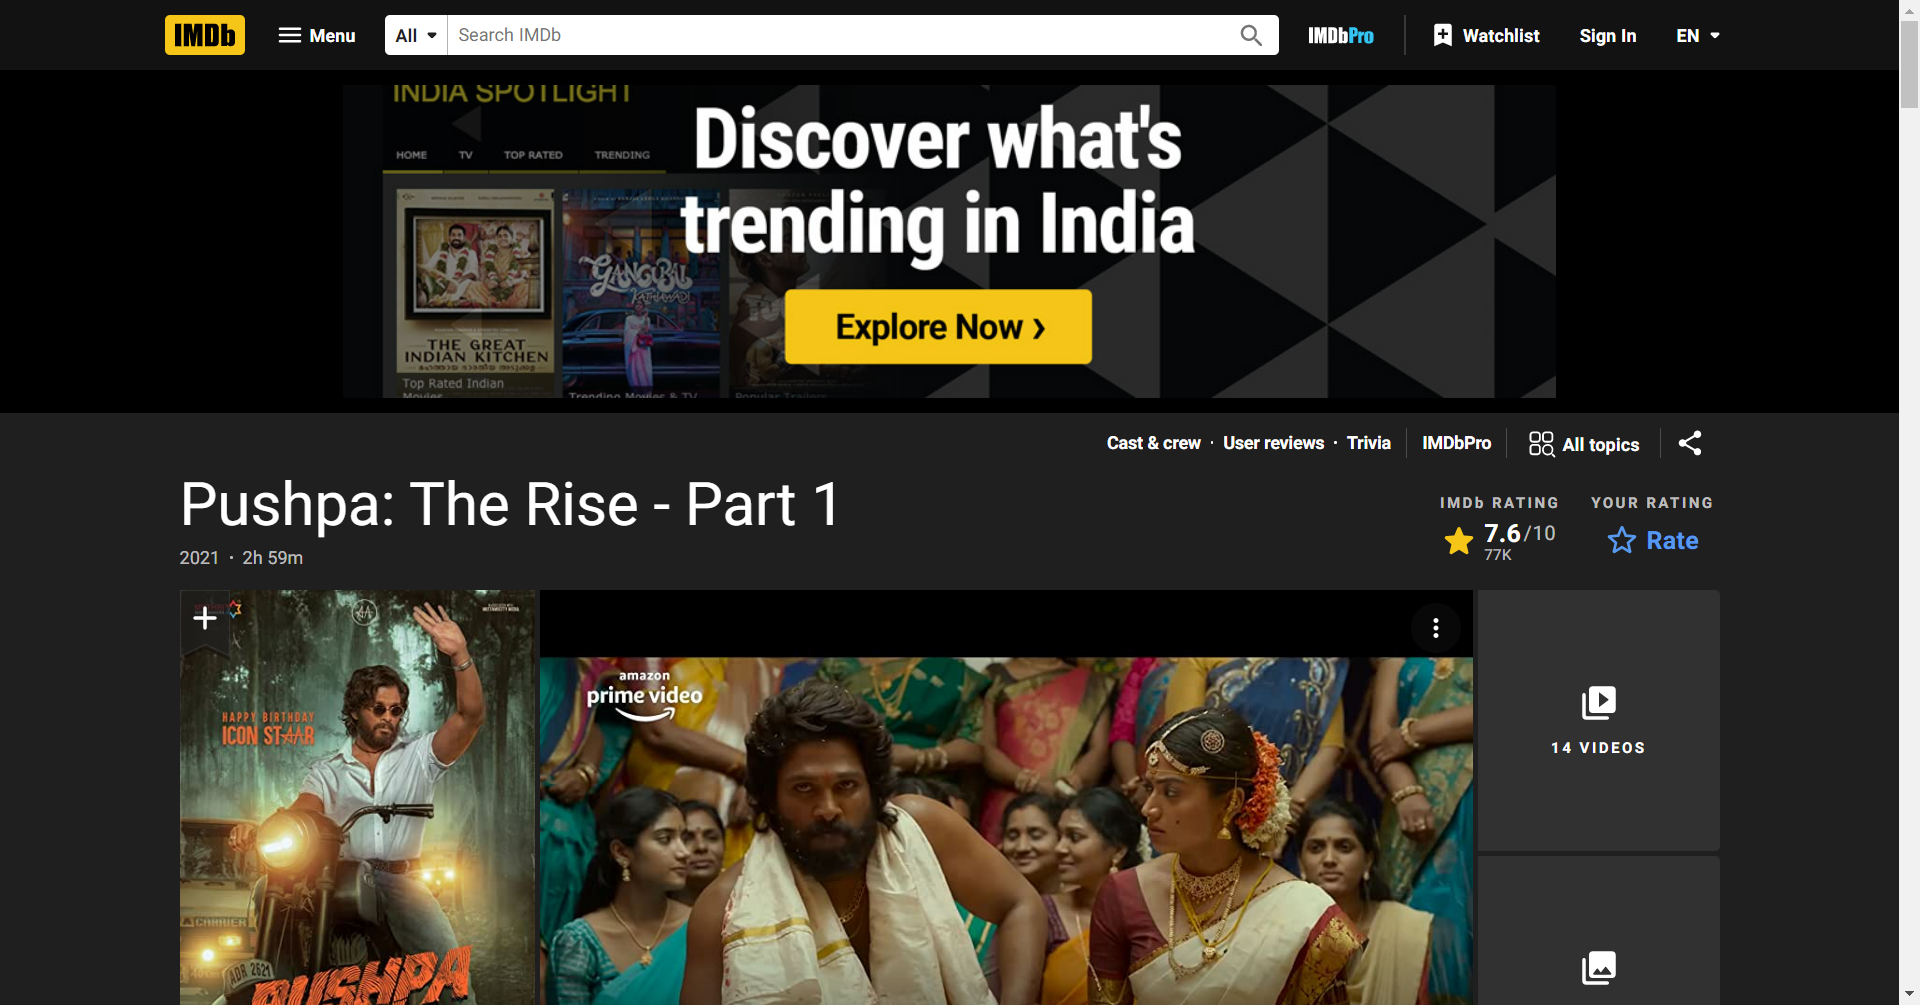 IMDb
Menu
All
Search IMDb
IMDbPro
Watchlist
Sign In
EN
INDIA SPOTLIGHT
HOME
TV
TOP RATED
TRENDING
Discover what's
trending in India
Explore Now ›
GANGUBAI
KATHIAWADI
THE GREAT
INDIAN KITCHEN
Top Rated Indian
Movies
Trending Movies & TV
Popular Trailers
Cast & crew · User reviews · Trivia
IMDbPro
All topics
Pushpa: The Rise - Part 1
2021 · 2h 59m
IMDb RATING
7.6/10
77K
YOUR RATING
Rate
HAPPY BIRTHDAY
ICON STAAR
CARRIER
ADR 2621
PUSHPA
amazon
prime video
14 VIDEOS